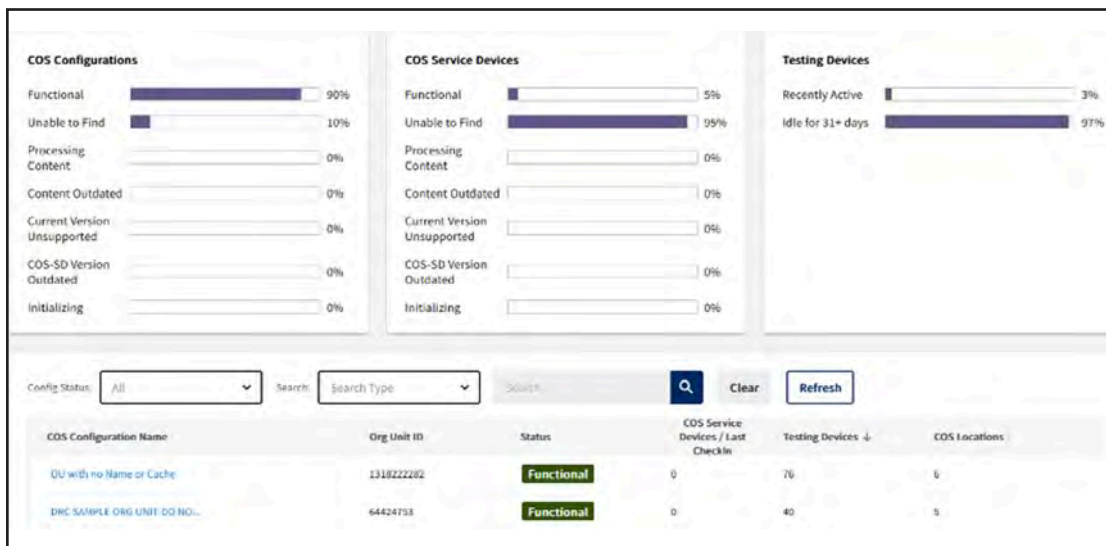 COS Configurations
Functional 90%
Unable to Find 10%
Processing
Content 0%
Content Outdated 0%
Current Version
Unsupported 0%
COS-SD Version
Outdated 0%
Initializing 0%
COS Service Devices
Functional 5%
Unable to Find 95%
Processing
Content 0%
Content Outdated 0%
Current Version
Unsupported 0%
COS-SD Version
Outdated 0%
Initializing 0%
Testing Devices
Recently Active 3%
Idle for 31+ days 97%
Config Status: All Search: Search Type Search Clear Refresh
COS Configuration Name Org Unit ID Status COS Service
Devices / Last
CheckIn Testing Devices ↓ COS Locations
OU with no Name or Cache 1318222282 Functional 0 76 6
DRC SAMPLE ORG UNIT-DO NO... 64424753 Functional 0 40 5